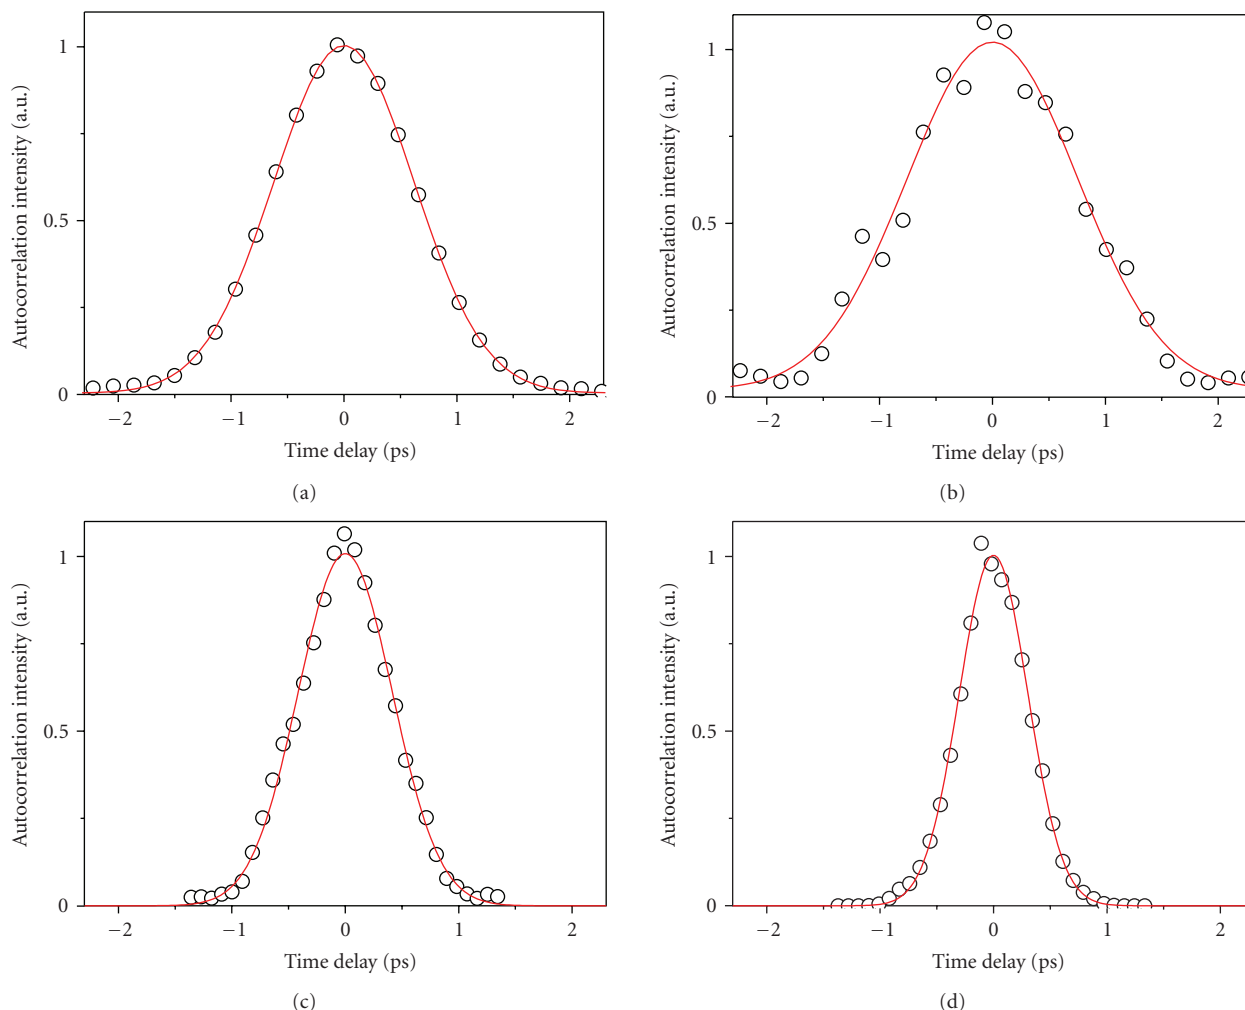 1
0.5
0
Autocorrelation intensity (a.u.)
−2 −1 0 1 2
Time delay (ps)
(a)
1
0.5
0
Autocorrelation intensity (a.u.)
−2 −1 0 1 2
Time delay (ps)
(b)
1
0.5
0
Autocorrelation intensity (a.u.)
−2 −1 0 1 2
Time delay (ps)
(c)
1
0.5
0
Autocorrelation intensity (a.u.)
−2 −1 0 1 2
Time delay (ps)
(d)